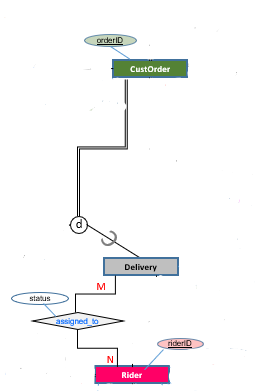 orderID
CustOrder
d
Delivery
M
status
assigned_to
riderID
N
Rider